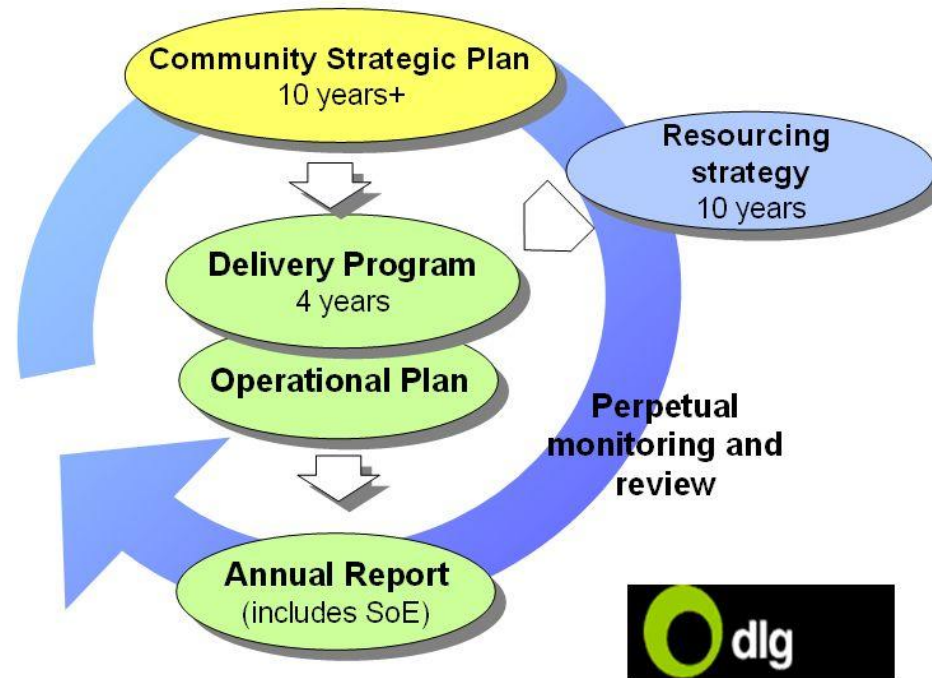 Community Strategic Plan
10 years+
Resourcing
strategy
10 years
Delivery Program
4 years
Operational Plan
Perpetual
monitoring and
review
Annual Report
(includes SoE)
dlg